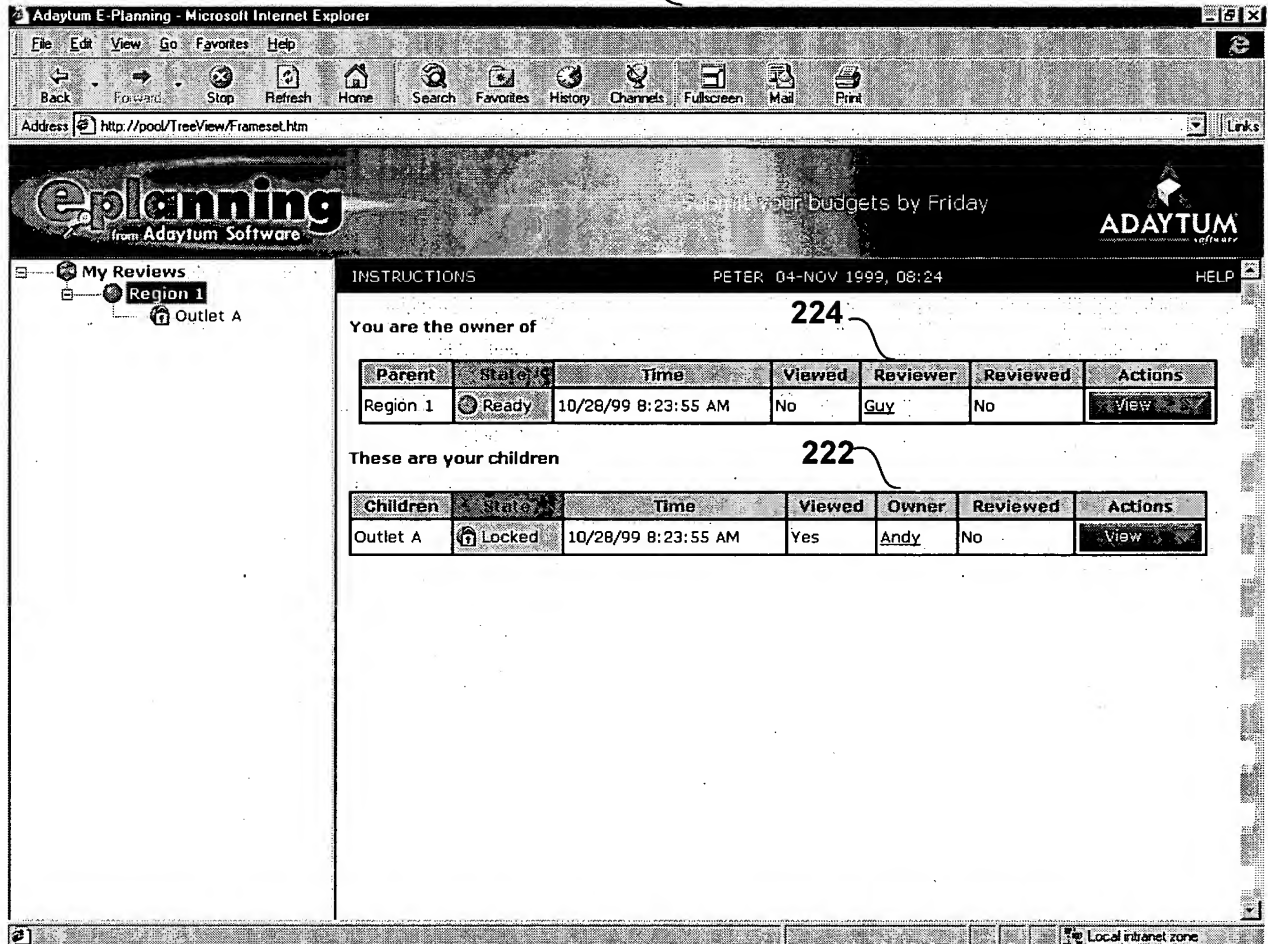 Adaytum E-Planning - Microsoft Internet Explorer
File Edit View Go Favorites Help
Back Forward Stop Refresh Home Search Favorites History Channels Fullscreen Mail Print
Address http://pool/TreeView/Frameset.htm Links
e.planning
from Adaytum Software
Submit your budgets by Friday
ADAYTUM
software
My Reviews
Region 1
Outlet A
INSTRUCTIONS PETER 04-NOV 1999, 08:24 HELP
You are the owner of
224
Parent State Time Viewed Reviewer Reviewed Actions
Region 1 Ready 10/28/99 8:23:55 AM No Guy No View
These are your children
222
Children State Time Viewed Owner Reviewed Actions
Outlet A Locked 10/28/99 8:23:55 AM Yes Andy No View
Local intranet zone